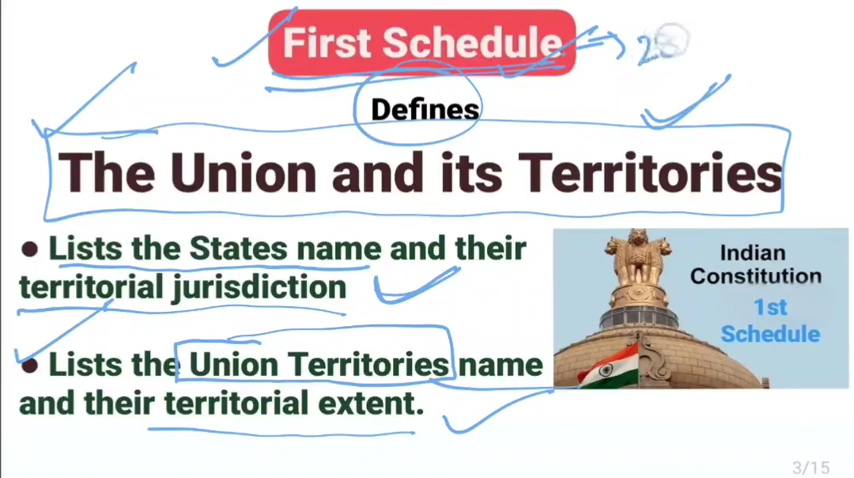 First Schedule
28
Defines
The Union and its Territories
● Lists the States name and their
territorial jurisdiction
● Lists the Union Territories name
and their territorial extent.
Indian
Constitution
1st
Schedule
3/15